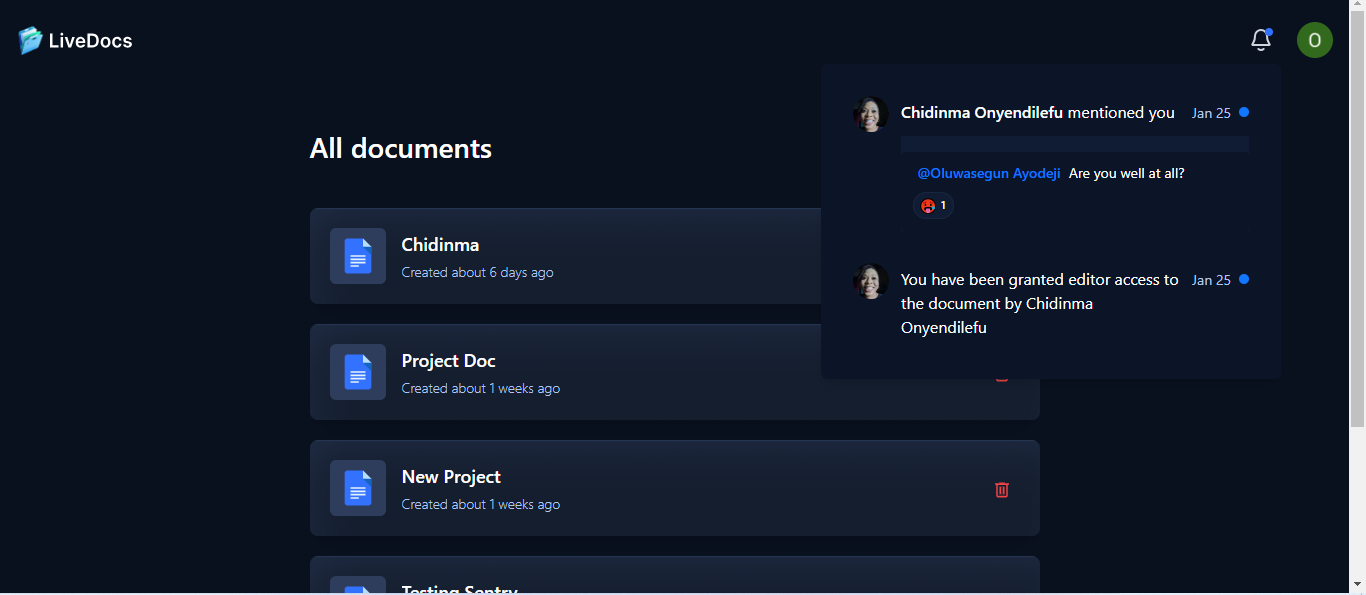 LiveDocs
O
Chidinma Onyendilefu mentioned you Jan 25
@Oluwasegun Ayodeji Are you well at all?
1
You have been granted editor access to Jan 25
the document by Chidinma
Onyendilefu
All documents
Chidinma
Created about 6 days ago
Project Doc
Created about 1 weeks ago
New Project
Created about 1 weeks ago
Testing Sentry